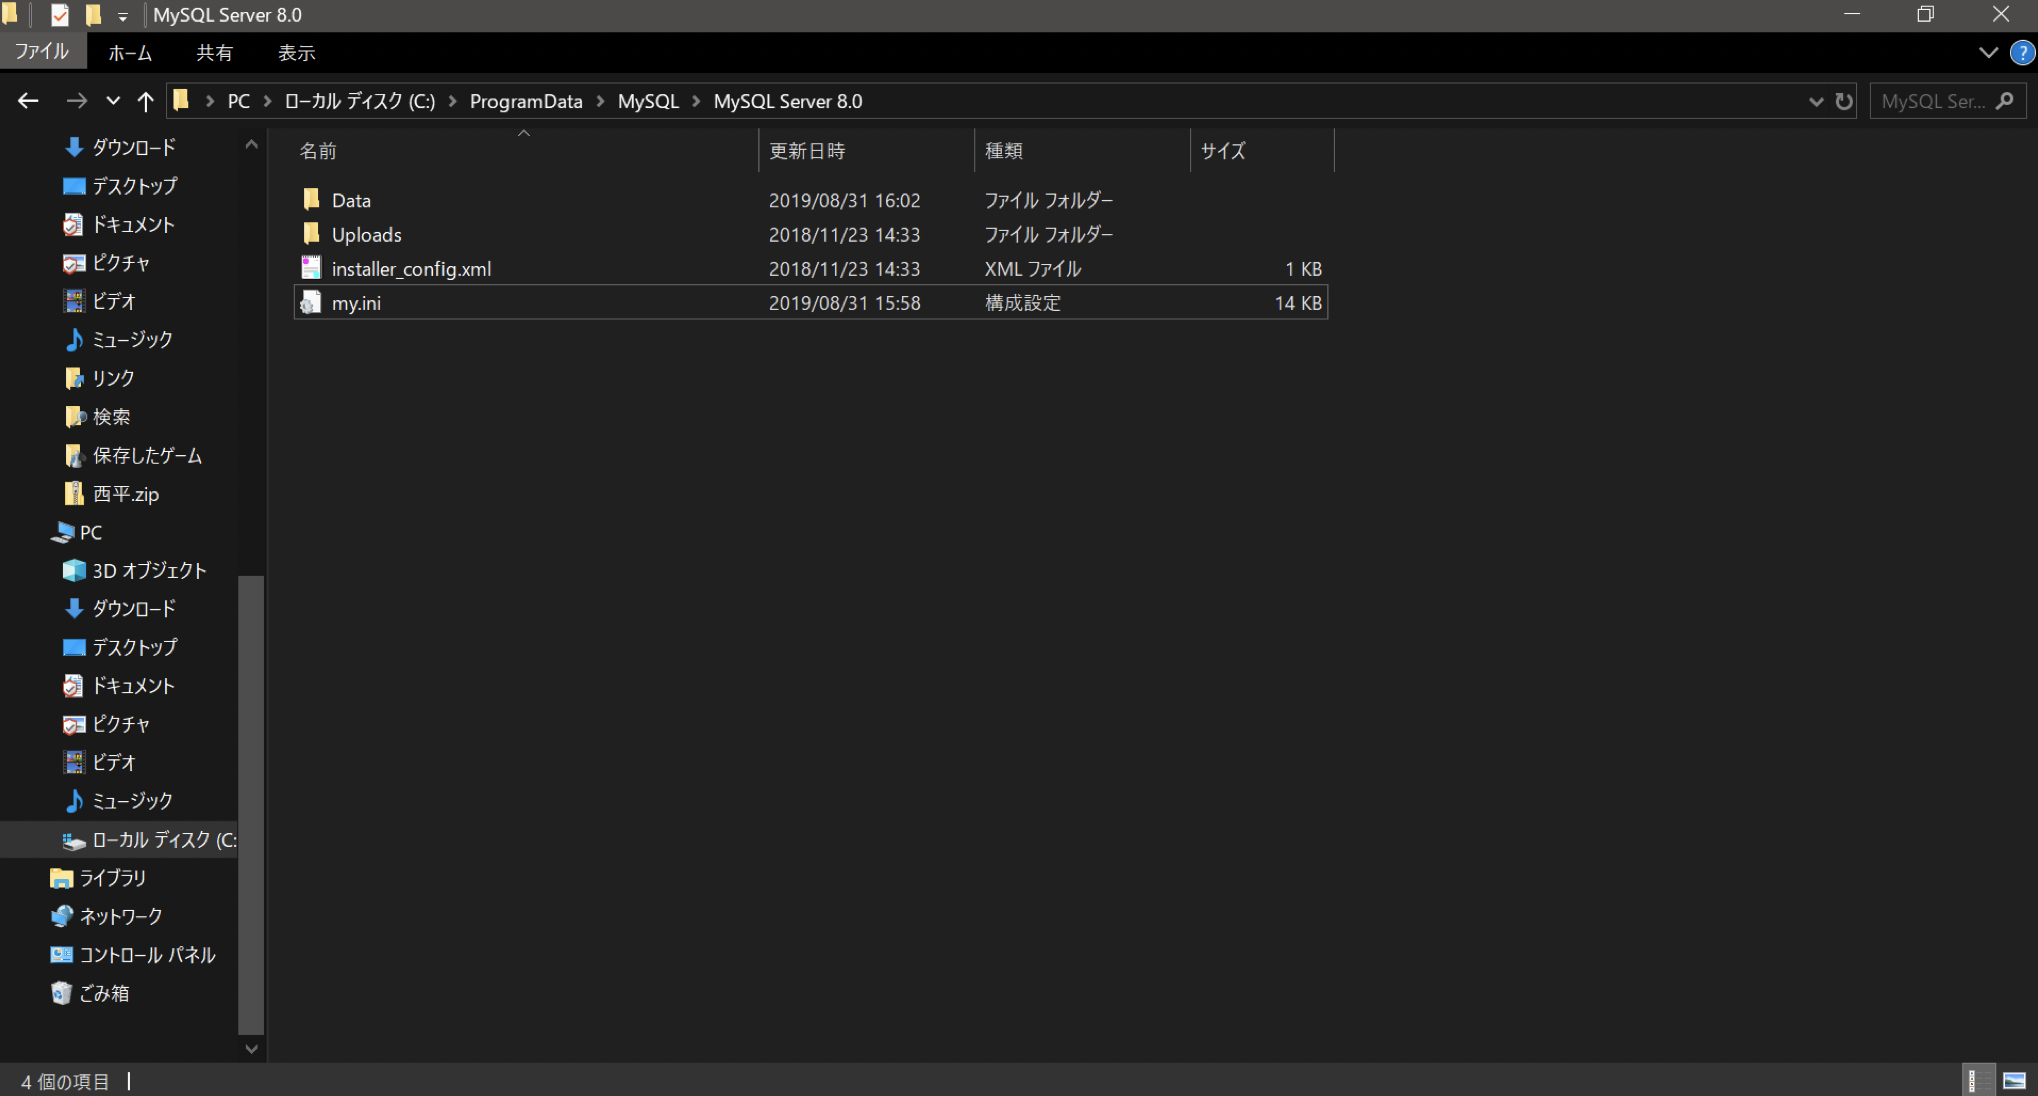 MySQL Server 8.0
ファイル ホーム 共有 表示
PC ローカル ディスク (C:) ProgramData MySQL MySQL Server 8.0
MySQL Ser...
ダウンロード
デスクトップ
ドキュメント
ピクチャ
ビデオ
ミュージック
リンク
検索
保存したゲーム
西平.zip
PC
3D オブジェクト
ダウンロード
デスクトップ
ドキュメント
ピクチャ
ビデオ
ミュージック
ローカル ディスク (C:
ライブラリ
ネットワーク
コントロール パネル
ごみ箱
名前 更新日時 種類 サイズ
Data 2019/08/31 16:02 ファイル フォルダー
Uploads 2018/11/23 14:33 ファイル フォルダー
installer_config.xml 2018/11/23 14:33 XML ファイル 1 KB
my.ini 2019/08/31 15:58 構成設定 14 KB
4 個の項目